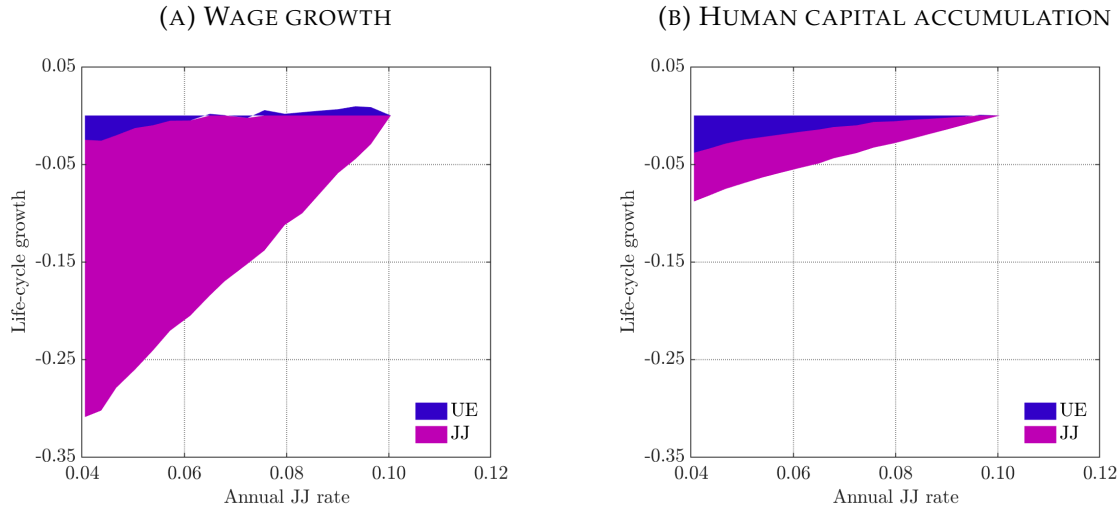 (A) WAGE GROWTH
0.05
-0.05
-0.15
-0.25
-0.35
Life-cycle growth
UE
JJ
0.04 0.06 0.08 0.10 0.12
Annual JJ rate
(B) HUMAN CAPITAL ACCUMULATION
0.05
-0.05
-0.15
-0.25
-0.35
Life-cycle growth
UE
JJ
0.04 0.06 0.08 0.10 0.12
Annual JJ rate